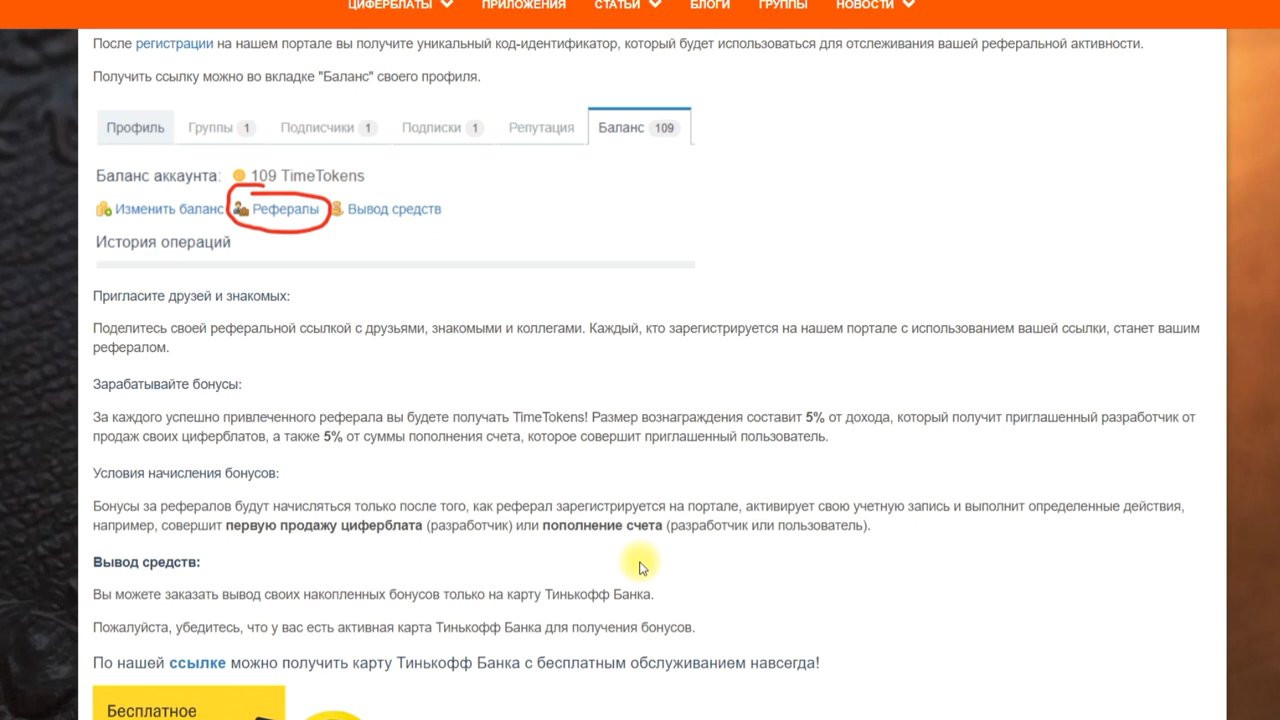 ЦИФЕРБЛАТЫ ПРИЛОЖЕНИЯ СТАТЬИ БЛОГИ ГРУППЫ НОВОСТИ
После регистрации на нашем портале вы получите уникальный код-идентификатор, который будет использоваться для отслеживания вашей реферальной активности.
Получить ссылку можно во вкладке "Баланс" своего профиля.
Профиль Группы 1 Подписчики 1 Подписки 1 Репутация Баланс 109
Баланс аккаунта: 109 TimeTokens
Изменить баланс Рефералы Вывод средств
История операций
Пригласите друзей и знакомых:
Поделитесь своей реферальной ссылкой с друзьями, знакомыми и коллегами. Каждый, кто зарегистрируется на нашем портале с использованием вашей ссылки, станет вашим
рефералом.
Зарабатывайте бонусы:
За каждого успешно привлеченного реферала вы будете получать TimeTokens! Размер вознаграждения составит 5% от дохода, который получит приглашенный разработчик от
продаж своих циферблатов, а также 5% от суммы пополнения счета, которое совершит приглашенный пользователь.
Условия начисления бонусов:
Бонусы за рефералов будут начисляться только после того, как реферал зарегистрируется на портале, активирует свою учетную запись и выполнит определенные действия,
например, совершит первую продажу циферблата (разработчик) или пополнение счета (разработчик или пользователь).
Вывод средств:
Вы можете заказать вывод своих накопленных бонусов только на карту Тинькофф Банка.
Пожалуйста, убедитесь, что у вас есть активная карта Тинькофф Банка для получения бонусов.
По нашей ссылке можно получить карту Тинькофф Банка с бесплатным обслуживанием навсегда!
Бесплатное